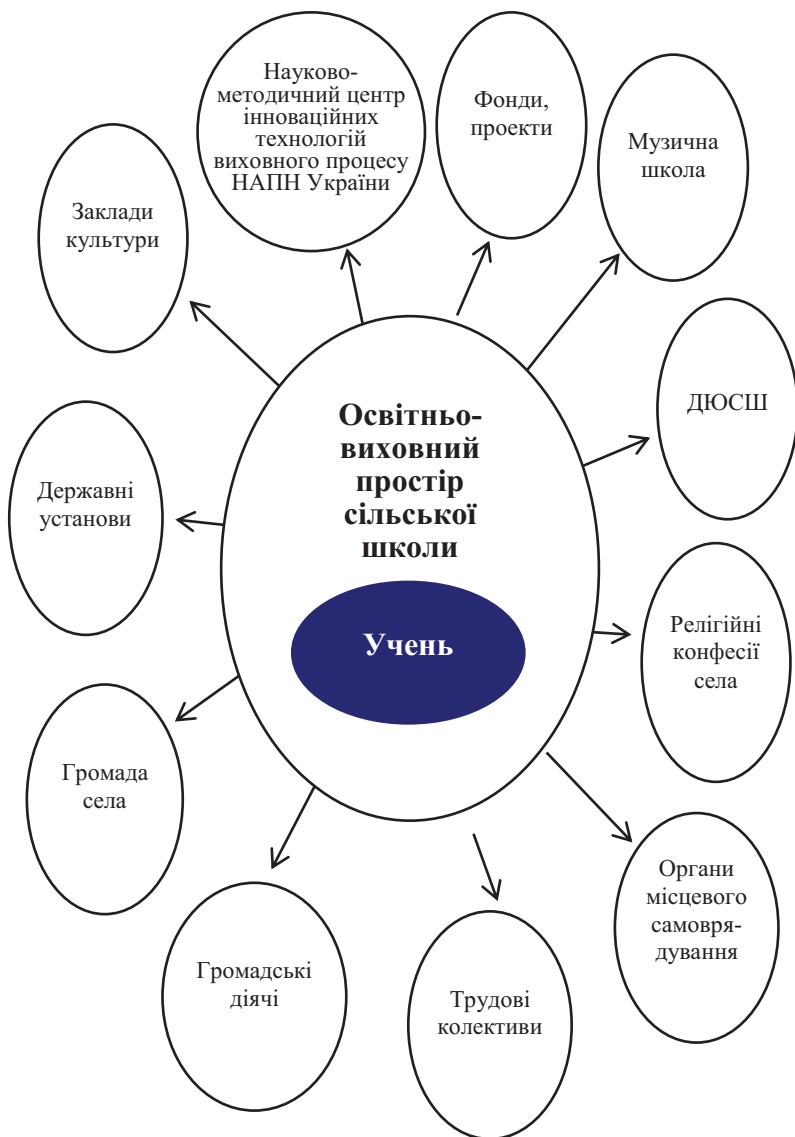 Науково-
методичний центр
інноваційних
технологій
виховного процесу
НАПН України
Фонди,
проекти
Музична
школа
Заклади
культури
ДЮСШ
Освітньо-
виховний
простір
сільської
школи
Учень
Державні
установи
Релігійні
конфесії
села
Громада
села
Органи
місцевого
самовря-
дування
Громадські
діячі
Трудові
колективи